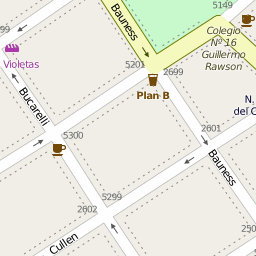 99
Bauness
5149
Colegio
Nº 16
Guillermo
Rawson
Violetas
5201
2699
Plan B
Bucarelli
N.
del C
2601
5300
Bauness
5299
2602
Cullen
250